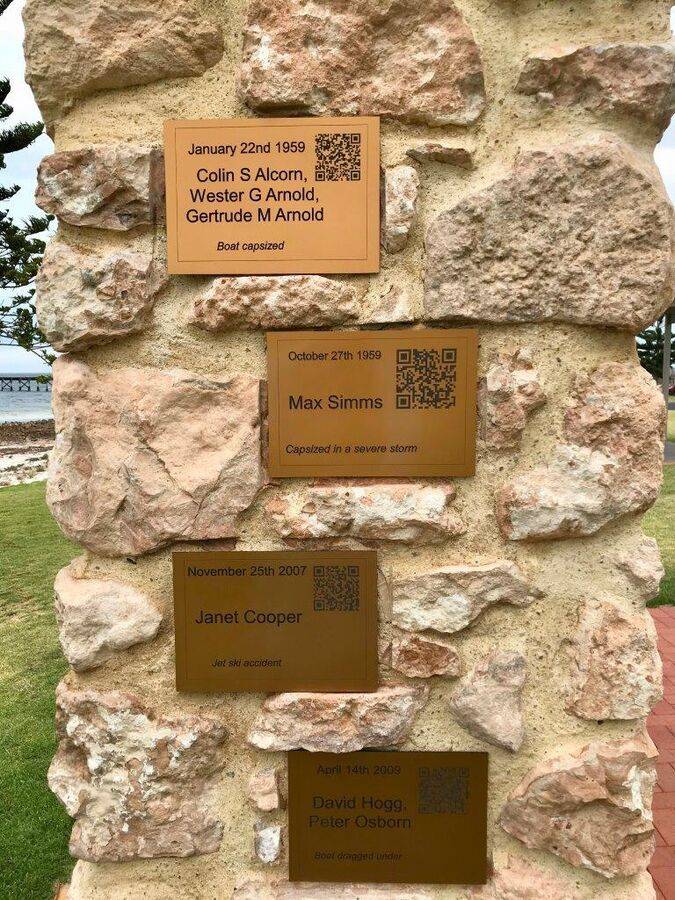 January 22nd 1959
Colin S Alcorn,
Wester G Arnold,
Gertrude M Arnold
Boat capsized
October 27th 1959
Max Simms
Capsized in a severe storm
November 25th 2007
Janet Cooper
Jet ski accident
April 14th 2009
David Hogg,
Peter Osborn
Boat dragged under